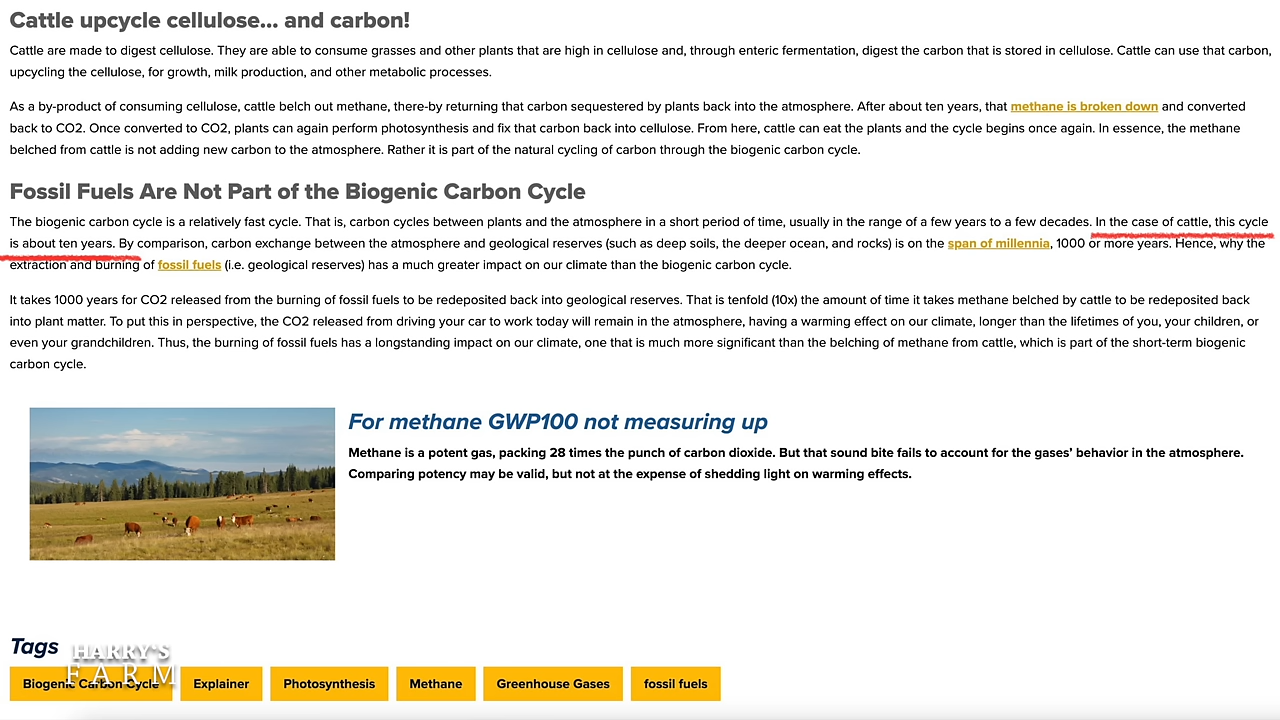 Cattle upcycle cellulose... and carbon!
Cattle are made to digest cellulose. They are able to consume grasses and other plants that are high in cellulose and, through enteric fermentation, digest the carbon that is stored in cellulose. Cattle can use that carbon,
upcycling the cellulose, for growth, milk production, and other metabolic processes.
As a by-product of consuming cellulose, cattle belch out methane, there-by returning that carbon sequestered by plants back into the atmosphere. After about ten years, that methane is broken down and converted
back to CO2. Once converted to CO2, plants can again perform photosynthesis and fix that carbon back into cellulose. From here, cattle can eat the plants and the cycle begins once again. In essence, the methane
belched from cattle is not adding new carbon to the atmosphere. Rather it is part of the natural cycling of carbon through the biogenic carbon cycle.
Fossil Fuels Are Not Part of the Biogenic Carbon Cycle
The biogenic carbon cycle is a relatively fast cycle. That is, carbon cycles between plants and the atmosphere in a short period of time, usually in the range of a few years to a few decades. In the case of cattle, this cycle
is about ten years. By comparison, carbon exchange between the atmosphere and geological reserves (such as deep soils, the deeper ocean, and rocks) is on the span of millennia, 1000 or more years. Hence, why the
extraction and burning of fossil fuels (i.e. geological reserves) has a much greater impact on our climate than the biogenic carbon cycle.
It takes 1000 years for CO2 released from the burning of fossil fuels to be redeposited back into geological reserves. That is tenfold (10x) the amount of time it takes methane belched by cattle to be redeposited back
into plant matter. To put this in perspective, the CO2 released from driving your car to work today will remain in the atmosphere, having a warming effect on our climate, longer than the lifetimes of you, your children, or
even your grandchildren. Thus, the burning of fossil fuels has a longstanding impact on our climate, one that is much more significant than the belching of methane from cattle, which is part of the short-term biogenic
carbon cycle.
For methane GWP100 not measuring up
Methane is a potent gas, packing 28 times the punch of carbon dioxide. But that sound bite fails to account for the gases' behavior in the atmosphere.
Comparing potency may be valid, but not at the expense of shedding light on warming effects.
Tags
HARRY'S
FARM
Biogenic Carbon Cycle Explainer Photosynthesis Methane Greenhouse Gases fossil fuels